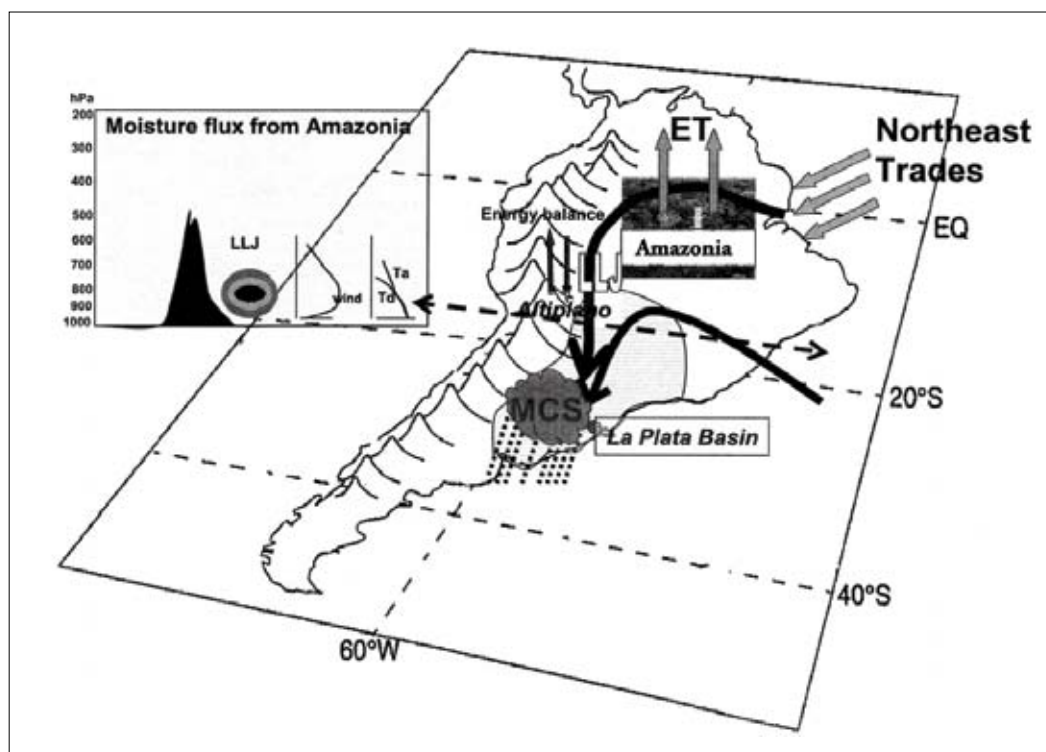 hPa
200
300
400
500
600
700
800
900
1000
Moisture flux from Amazonia
LLJ
wind
Ta
Td
ET
Northeast
Trades
Energy balance
Amazonia
EQ
Altiplano
20°S
MCS
La Plata Basin
40°S
60°W